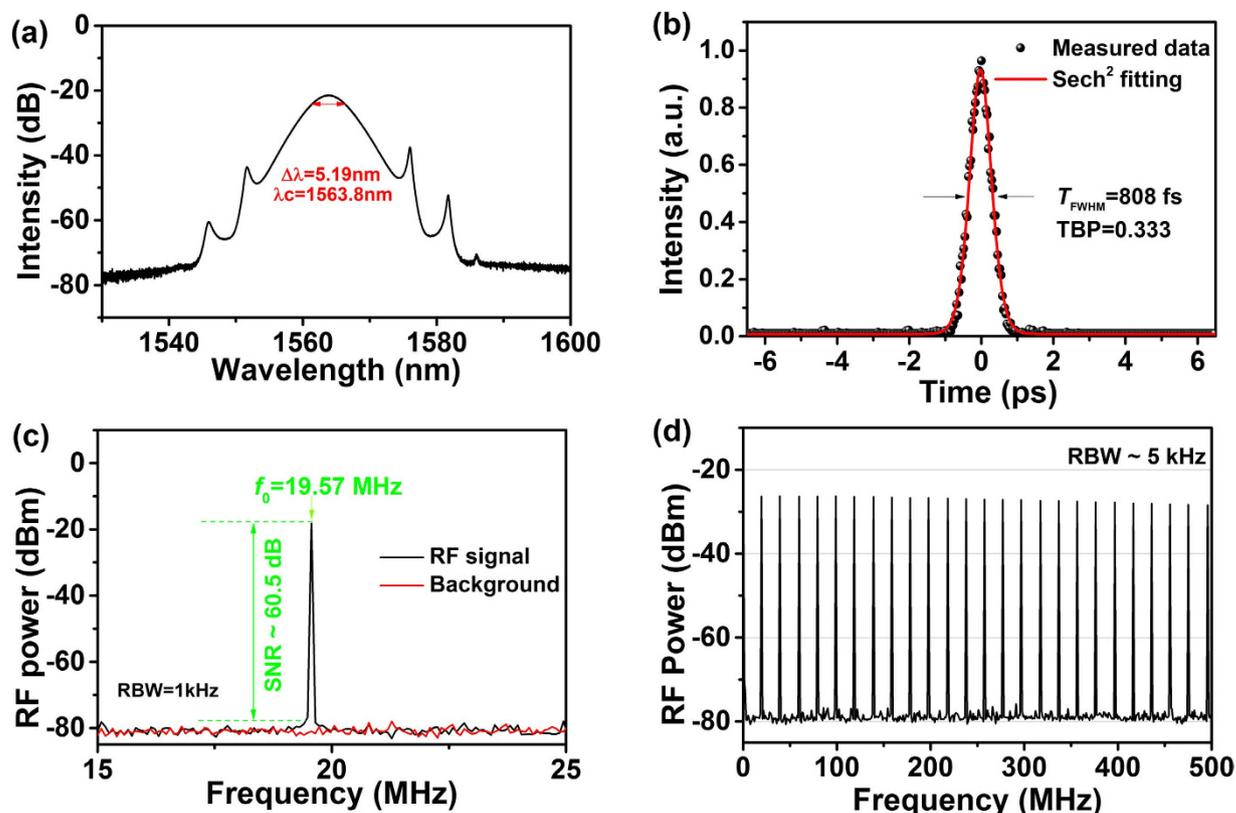 (a)
0
-20
-40
-60
-80
Intensity (dB)
Δλ=5.19nm
λc=1563.8nm
1540
1560
1580
1600
Wavelength (nm)
(b)
1.0
0.8
0.6
0.4
0.2
0.0
Intensity (a.u.)
Measured data
Sech² fitting
T_FWHM=808 fs
TBP=0.333
-6
-4
-2
0
2
4
6
Time (ps)
(c)
0
-20
-40
-60
-80
RF power (dBm)
f₀=19.57 MHz
SNR ~ 60.5 dB
RF signal
Background
RBW=1kHz
15
20
25
Frequency (MHz)
(d)
-20
-40
-60
-80
RF Power (dBm)
RBW ~ 5 kHz
0
100
200
300
400
500
Frequency (MHz)